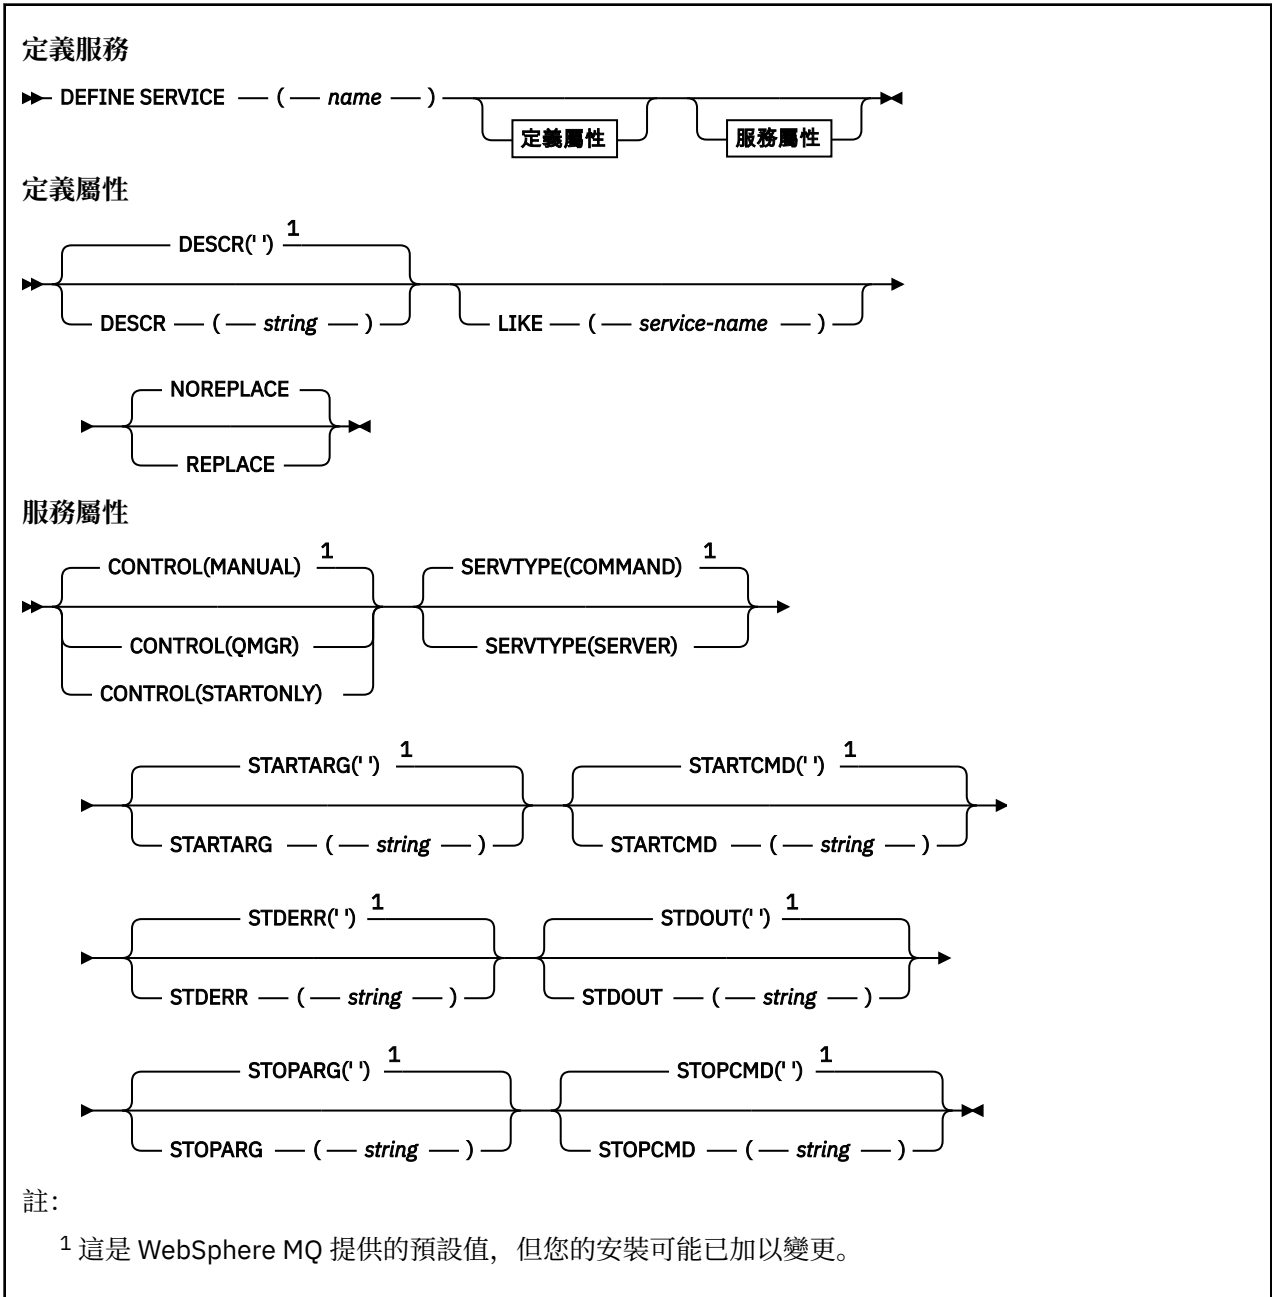 定義服務
DEFINE SERVICE ( name )
定義屬性 服務屬性
定義屬性
DESCR(' ') 1
DESCR ( string ) LIKE ( service-name )
NOREPLACE
REPLACE
服務屬性
CONTROL(MANUAL) 1 SERVTYPE(COMMAND) 1
CONTROL(QMGR) SERVTYPE(SERVER)
CONTROL(STARTONLY)
STARTARG(' ') 1 STARTCMD(' ') 1
STARTARG ( string ) STARTCMD ( string )
STDERR(' ') 1 STDOUT(' ') 1
STDERR ( string ) STDOUT ( string )
STOPARG(' ') 1 STOPCMD(' ') 1
STOPARG ( string ) STOPCMD ( string )
註:
1 這是 WebSphere MQ 提供的預設值，但您的安裝可能已加以變更。